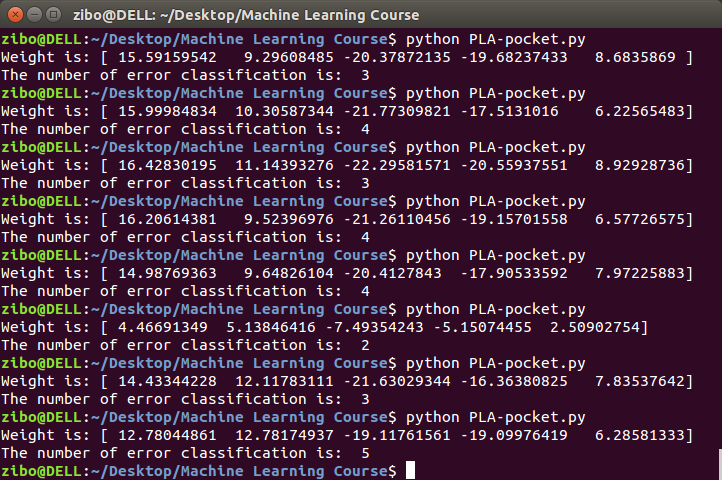 zibo@DELL: ~/Desktop/Machine Learning Course
zibo@DELL:~/Desktop/Machine Learning Course$ python PLA-pocket.py
Weight is: [ 15.59159542   9.29608485 -20.37872135 -19.68237433   8.6835869 ]
The number of error classification is:  3
zibo@DELL:~/Desktop/Machine Learning Course$ python PLA-pocket.py
Weight is: [ 15.99984834  10.30587344 -21.77309821 -17.5131016    6.22565483]
The number of error classification is:  4
zibo@DELL:~/Desktop/Machine Learning Course$ python PLA-pocket.py
Weight is: [ 16.42830195  11.14393276 -22.29581571 -20.55937551   8.92928736]
The number of error classification is:  3
zibo@DELL:~/Desktop/Machine Learning Course$ python PLA-pocket.py
Weight is: [ 16.20614381   9.52396976 -21.26110456 -19.15701558   6.57726575]
The number of error classification is:  4
zibo@DELL:~/Desktop/Machine Learning Course$ python PLA-pocket.py
Weight is: [ 14.98769363   9.64826104 -20.4127843  -17.90533592   7.97225883]
The number of error classification is:  4
zibo@DELL:~/Desktop/Machine Learning Course$ python PLA-pocket.py
Weight is: [ 4.46691349  5.13846416 -7.49354243 -5.15074455  2.50902754]
The number of error classification is:  2
zibo@DELL:~/Desktop/Machine Learning Course$ python PLA-pocket.py
Weight is: [ 14.43344228  12.11783111 -21.63029344 -16.36380825   7.83537642]
The number of error classification is:  3
zibo@DELL:~/Desktop/Machine Learning Course$ python PLA-pocket.py
Weight is: [ 12.78044861  12.78174937 -19.11761561 -19.09976419   6.28581333]
The number of error classification is:  5
zibo@DELL:~/Desktop/Machine Learning Course$